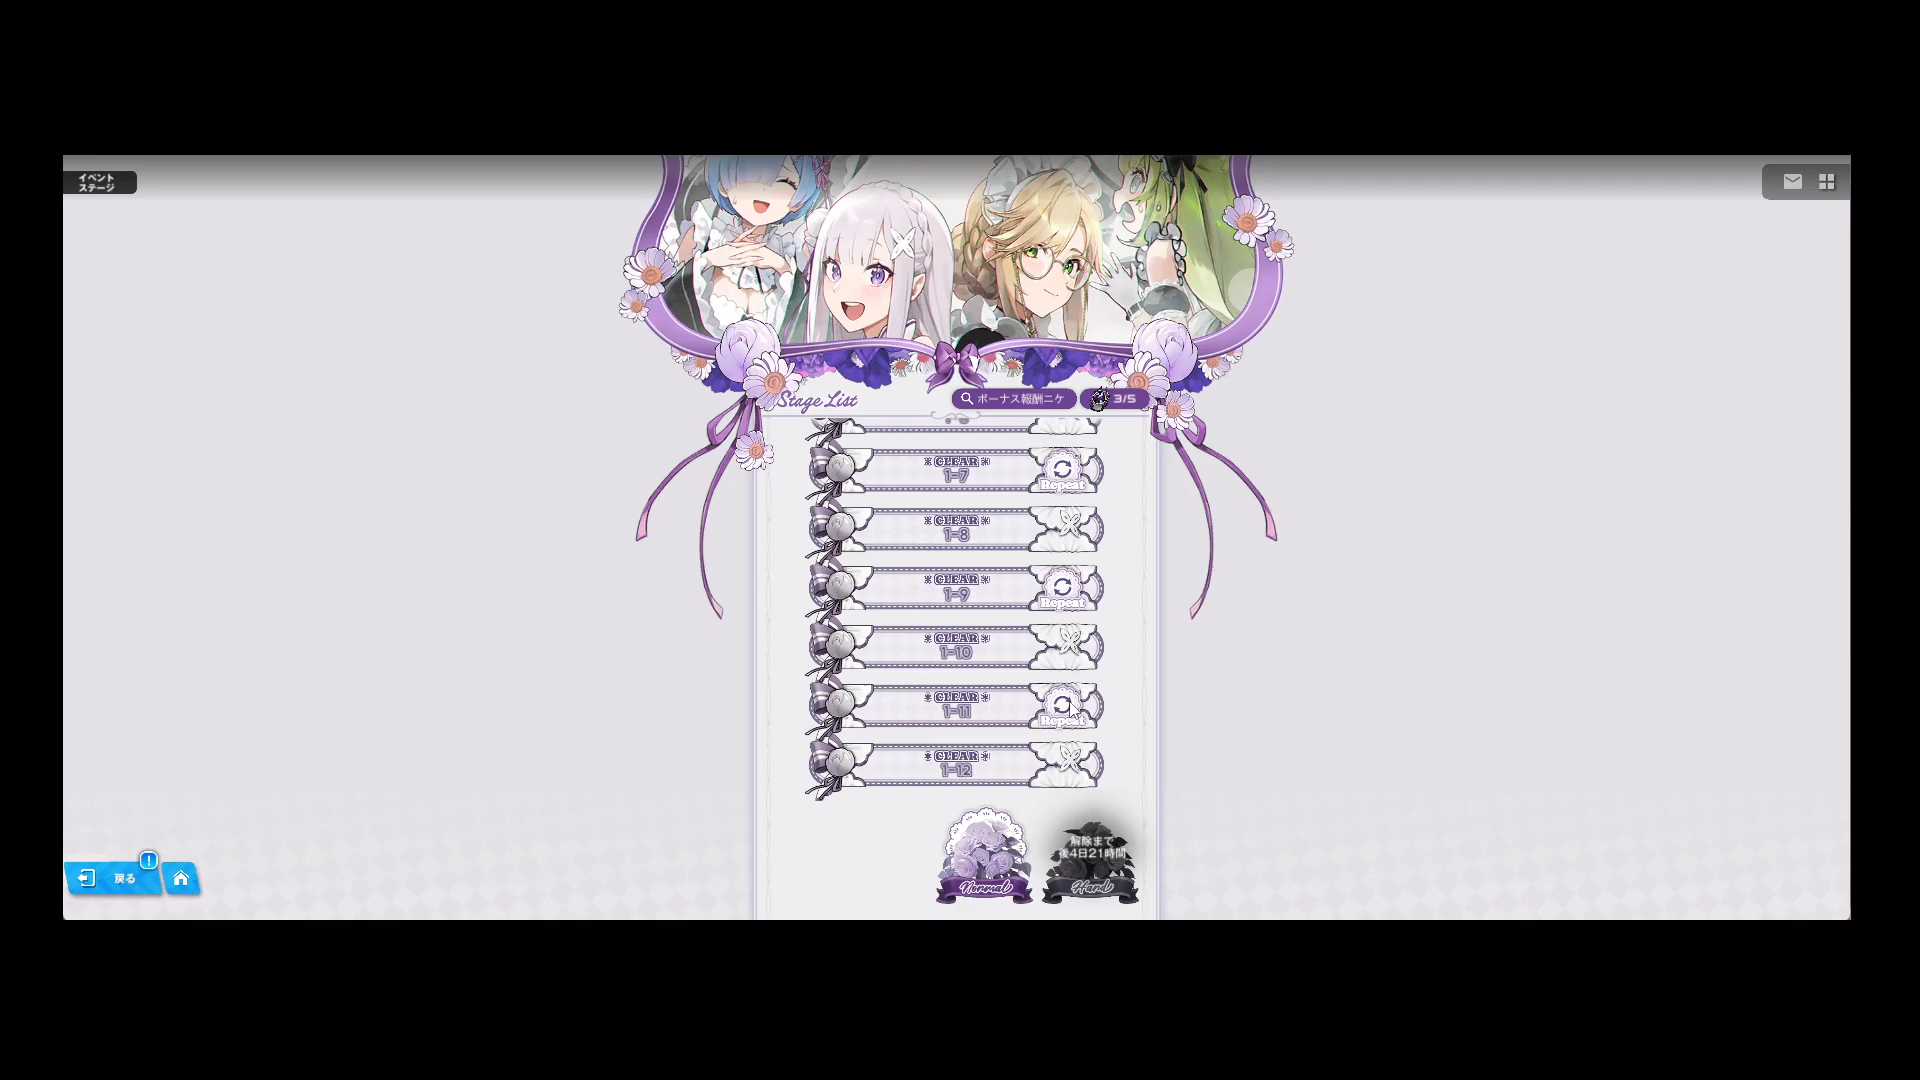 イベント
ステージ
Stage List
ボーナス報酬ニケ
3/5
CLEAR
1-7
Repeat
CLEAR
1-8
CLEAR
1-9
Repeat
CLEAR
1-10
CLEAR
1-11
Repeat
CLEAR
1-12
解除まで
後4日21時間
Normal
Hard
!
戻る